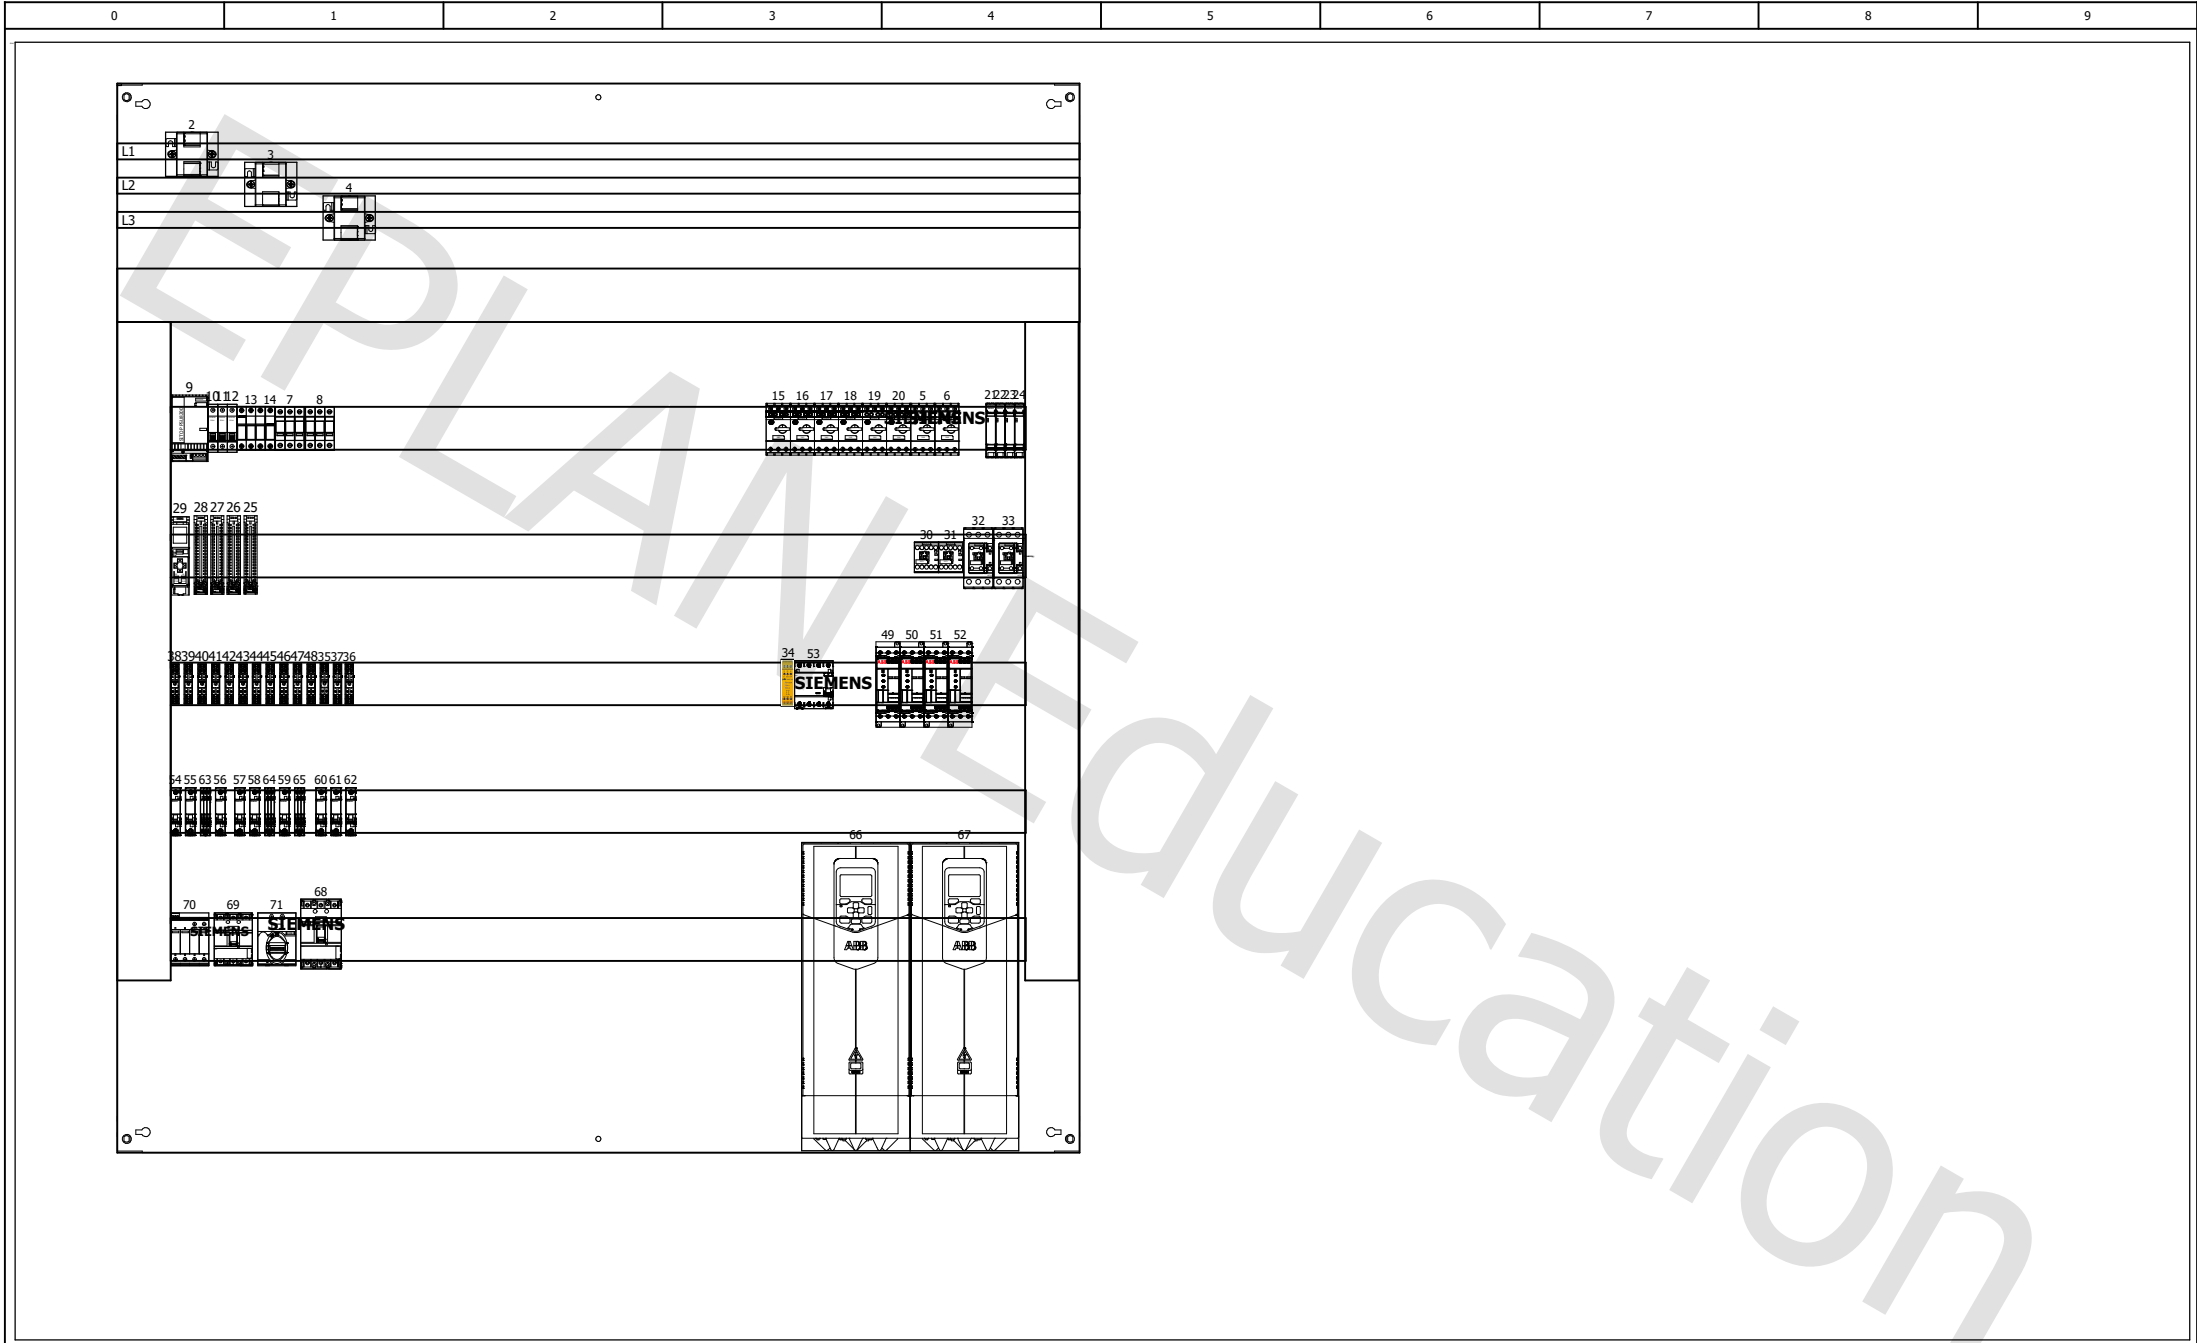 0 1 2 3 4 5 6 7 8 9
2
L1
3
L2
4
L3
9 10 11 12 13 14 7 8 15 16 17 18 19 20 5 6 21 22 23 24
SIEMENS
29 28 27 26 25 30 31 32 33
38 39 40 41 42 43 44 45 46 47 48 35 37 36 34 53 49 50 51 52
SIEMENS
54 55 63 56 57 58 64 59 65 60 61 62
66 67
70 69 71 68
SIEMENS SIEMENS
ABB ABB
EPLAN Education